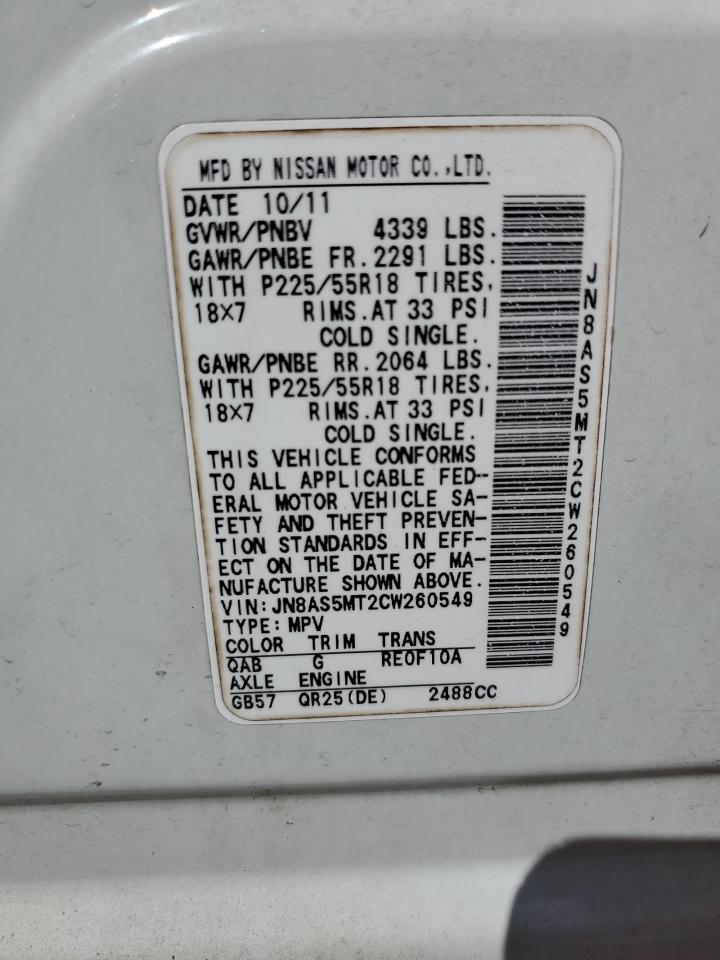 MFD BY NISSAN MOTOR CO.,LTD.
DATE 10/11
GVWR/PNBV 4339 LBS.
GAWR/PNBE FR.2291 LBS.
WITH P225/55R18 TIRES,
18X7 RIMS.AT 33 PSI
COLD SINGLE.
GAWR/PNBE RR.2064 LBS.
WITH P225/55R18 TIRES,
18X7 RIMS.AT 33 PSI
COLD SINGLE.
THIS VEHICLE CONFORMS
TO ALL APPLICABLE FED-
ERAL MOTOR VEHICLE SA-
FETY AND THEFT PREVEN-
TION STANDARDS IN EFF-
ECT ON THE DATE OF MA-
NUFACTURE SHOWN ABOVE.
VIN:JN8AS5MT2CW260549
TYPE:MPV
COLOR TRIM TRANS
QAB G RE0F10A
AXLE ENGINE
GB57 QR25(DE) 2488CC
JN8AS5MT2CW260549